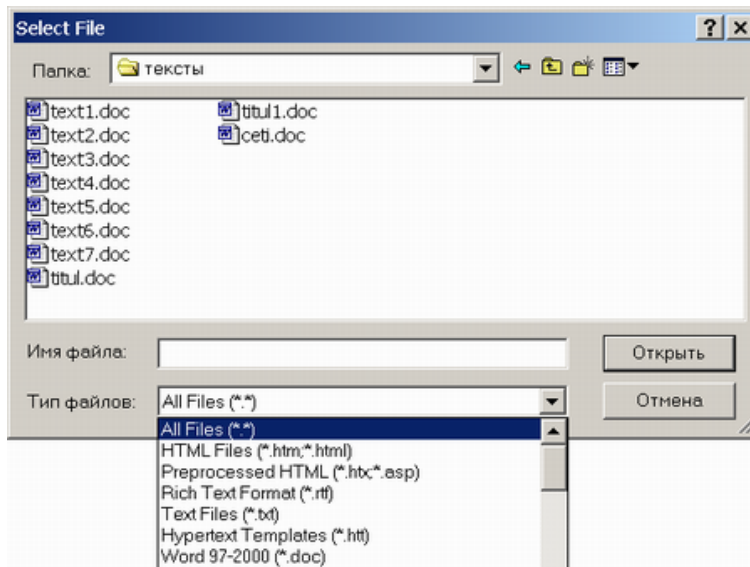 Select File
Папка: тексты
text1.doc
text2.doc
text3.doc
text4.doc
text5.doc
text6.doc
text7.doc
titul.doc
titul1.doc
ceti.doc
Имя файла:
Открыть
Тип файлов: All Files (*.*)
Отмена
All Files (*.*)
HTML Files (*.htm;*.html)
Preprocessed HTML (*.htx;*.asp)
Rich Text Format (*.rtf)
Text Files (*.txt)
Hypertext Templates (*.htt)
Word 97-2000 (*.doc)